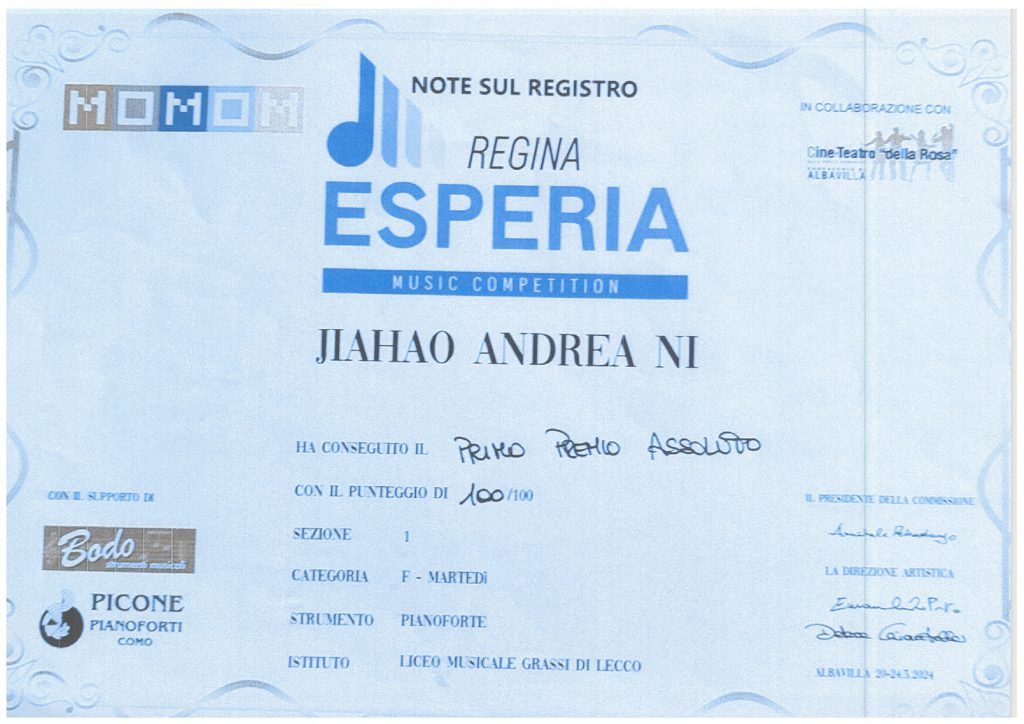 MOMOM
NOTE SUL REGISTRO
REGINA
ESPERIA
MUSIC COMPETITION
IN COLLABORAZIONE CON
Cine-Teatro "della Rosa"
ALBAVILLA
JIAHAO ANDREA NI
HA CONSEGUITO IL PRIMO PREMIO ASSOLUTO
CON IL PUNTEGGIO DI 100/100
SEZIONE 1
CATEGORIA F - MARTEDì
STRUMENTO PIANOFORTE
ISTITUTO LICEO MUSICALE GRASSI DI LECCO
CON IL SUPPORTO DI
Bodo
strumenti musicali
PICONE
PIANOFORTI
COMO
IL PRESIDENTE DELLA COMMISSIONE
LA DIREZIONE ARTISTICA
ALBAVILLA 20-24.5.2024